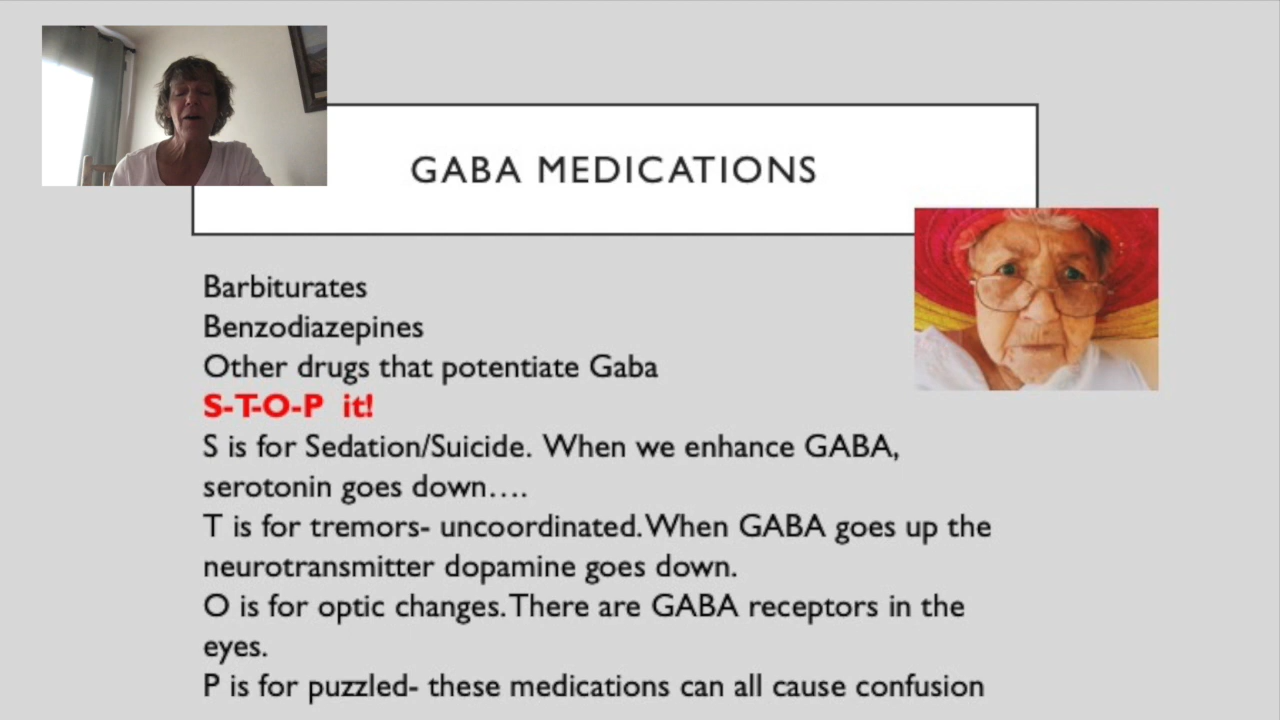 GABA MEDICATIONS
Barbiturates
Benzodiazepines
Other drugs that potentiate Gaba
S-T-O-P it!
S is for Sedation/Suicide. When we enhance GABA,
serotonin goes down….
T is for tremors- uncoordinated. When GABA goes up the
neurotransmitter dopamine goes down.
O is for optic changes. There are GABA receptors in the
eyes.
P is for puzzled- these medications can all cause confusion